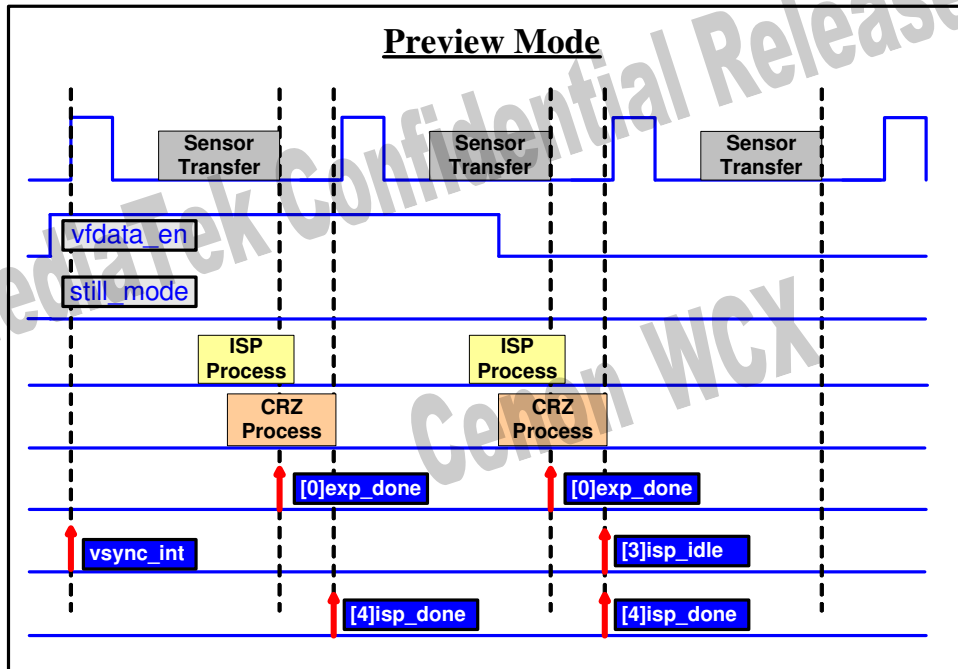 Preview Mode
Sensor
Transfer
Sensor
Transfer
Sensor
Transfer
vfdata_en
still_mode
ISP
Process
ISP
Process
CRZ
Process
CRZ
Process
[0]exp_done
[0]exp_done
vsync_int
[3]isp_idle
[4]isp_done
[4]isp_done
MediaTek Confidential Release
Cenon WCX